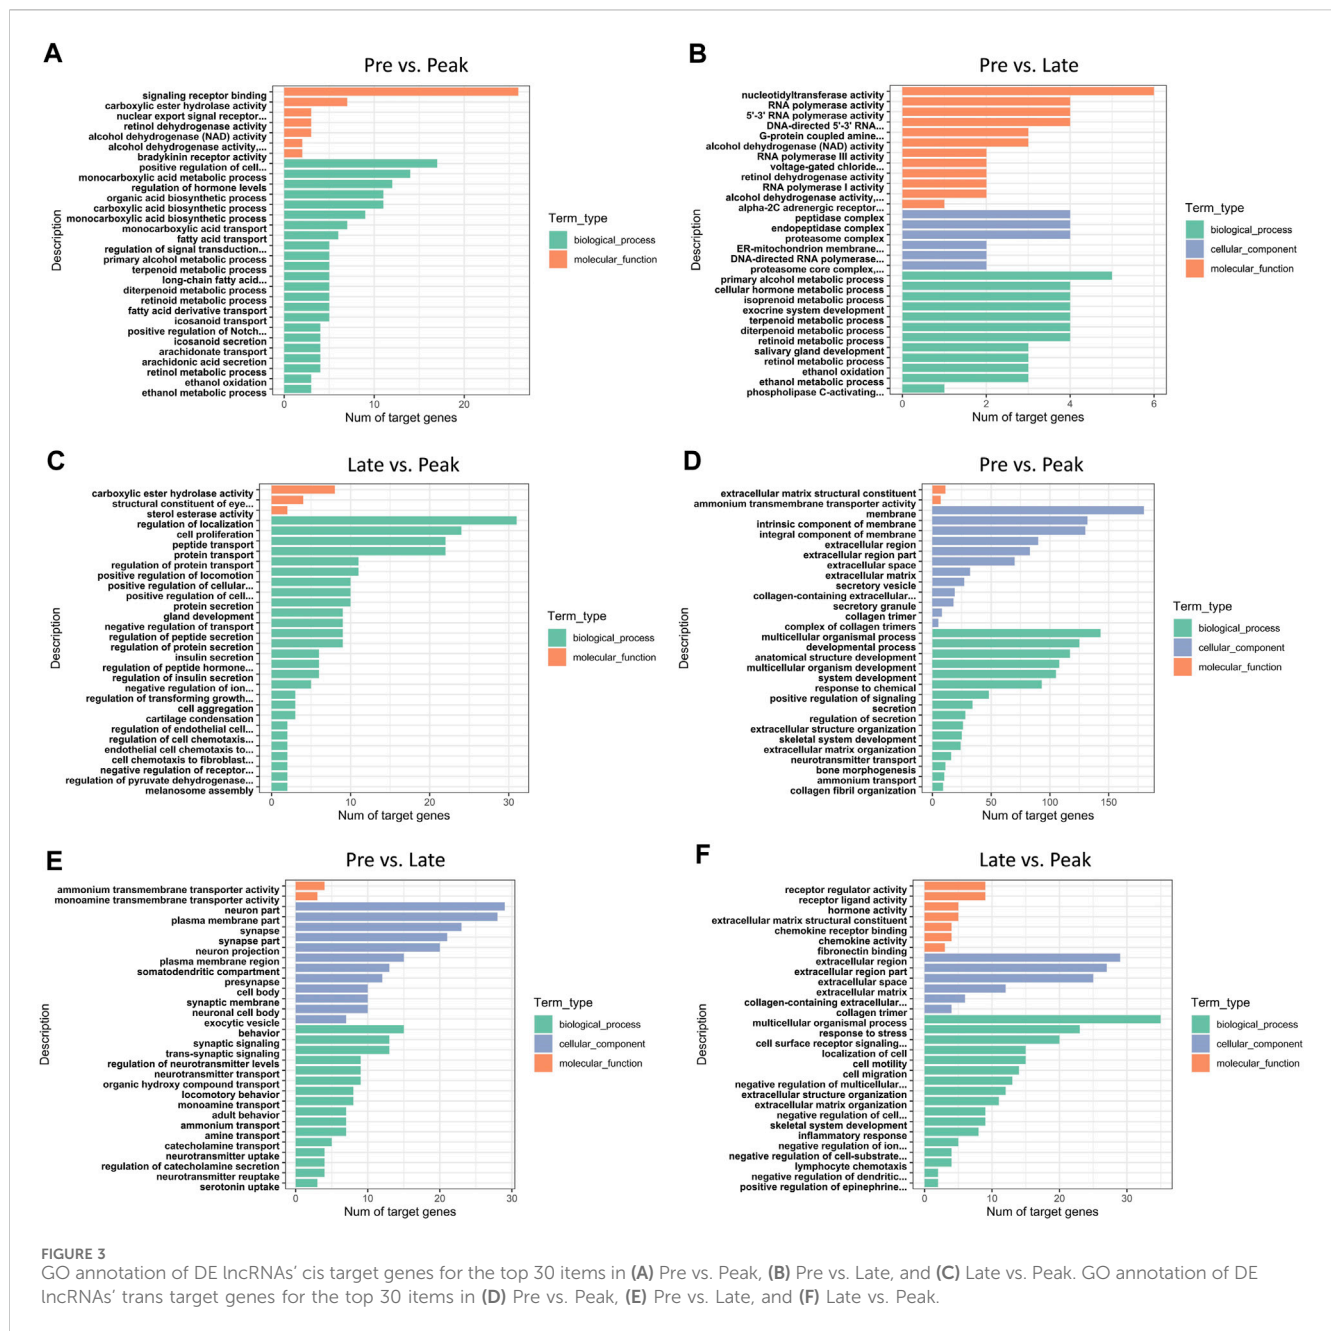 A
Pre vs. Peak
Description
signaling receptor binding
carboxylic ester hydrolase activity
nuclear export signal receptor...
retinol dehydrogenase activity
alcohol dehydrogenase (NAD) activity
alcohol dehydrogenase activity,...
bradykinin receptor activity
positive regulation of cell...
monocarboxylic acid metabolic process
regulation of hormone levels
organic acid biosynthetic process
carboxylic acid biosynthetic process
monocarboxylic acid biosynthetic process
monocarboxylic acid transport
fatty acid transport
regulation of signal transduction...
primary alcohol metabolic process
terpenoid metabolic process
long-chain fatty acid...
diterpenoid metabolic process
retinoid metabolic process
fatty acid derivative transport
icosanoid transport
positive regulation of Notch...
icosanoid secretion
arachidonate transport
arachidonic acid secretion
retinol metabolic process
ethanol oxidation
ethanol metabolic process
0 10 20
Num of target genes
Term_type
biological_process
molecular_function
B
Pre vs. Late
Description
nucleotidyltransferase activity
RNA polymerase activity
5'-3' RNA polymerase activity
DNA-directed 5'-3' RNA...
G-protein coupled amine...
alcohol dehydrogenase (NAD) activity
RNA polymerase III activity
voltage-gated chloride...
retinol dehydrogenase activity
RNA polymerase I activity
alcohol dehydrogenase activity,...
alpha-2C adrenergic receptor...
peptidase complex
endopeptidase complex
proteasome complex
ER-mitochondrion membrane...
DNA-directed RNA polymerase...
proteasome core complex,...
primary alcohol metabolic process
cellular hormone metabolic process
isoprenoid metabolic process
exocrine system development
terpenoid metabolic process
diterpenoid metabolic process
retinoid metabolic process
salivary gland development
retinol metabolic process
ethanol oxidation
ethanol metabolic process
phospholipase C-activating...
0 2 4 6
Num of target genes
Term_type
biological_process
cellular_component
molecular_function
C
Late vs. Peak
Description
carboxylic ester hydrolase activity
structural constituent of eye...
sterol esterase activity
regulation of localization
cell proliferation
peptide transport
protein transport
regulation of protein transport
positive regulation of locomotion
positive regulation of cellular...
positive regulation of cell...
protein secretion
gland development
negative regulation of transport
regulation of peptide secretion
regulation of protein secretion
insulin secretion
regulation of peptide hormone...
regulation of insulin secretion
negative regulation of ion...
regulation of transforming growth...
cell aggregation
cartilage condensation
regulation of endothelial cell...
regulation of cell chemotaxis...
endothelial cell chemotaxis to...
cell chemotaxis to fibroblast...
negative regulation of receptor...
regulation of pyruvate dehydrogenase...
melanosome assembly
0 10 20 30
Num of target genes
Term_type
biological_process
molecular_function
D
Pre vs. Peak
Description
extracellular matrix structural constituent
ammonium transmembrane transporter activity
membrane
intrinsic component of membrane
integral component of membrane
extracellular region
extracellular region part
extracellular space
extracellular matrix
secretory vesicle
collagen-containing extracellular...
secretory granule
collagen trimer
complex of collagen trimers
multicellular organismal process
developmental process
anatomical structure development
multicellular organism development
system development
response to chemical
positive regulation of signaling
secretion
regulation of secretion
extracellular structure organization
skeletal system development
extracellular matrix organization
neurotransmitter transport
bone morphogenesis
ammonium transport
collagen fibril organization
0 50 100 150
Num of target genes
Term_type
biological_process
cellular_component
molecular_function
E
Pre vs. Late
Description
ammonium transmembrane transporter activity
monoamine transmembrane transporter activity
neuron part
plasma membrane part
synapse
synapse part
neuron projection
plasma membrane region
somatodendritic compartment
presynapse
cell body
synaptic membrane
neuronal cell body
exocytic vesicle
behavior
synaptic signaling
trans-synaptic signaling
regulation of neurotransmitter levels
neurotransmitter transport
organic hydroxy compound transport
locomotory behavior
monoamine transport
adult behavior
ammonium transport
amine transport
catecholamine transport
neurotransmitter uptake
regulation of catecholamine secretion
neurotransmitter reuptake
serotonin uptake
0 10 20 30
Num of target genes
Term_type
biological_process
cellular_component
molecular_function
F
Late vs. Peak
Description
receptor regulator activity
receptor ligand activity
hormone activity
extracellular matrix structural constituent
chemokine receptor binding
chemokine activity
fibronectin binding
extracellular region
extracellular region part
extracellular space
extracellular matrix
collagen-containing extracellular...
collagen trimer
multicellular organismal process
response to stress
cell surface receptor signaling...
localization of cell
cell motility
cell migration
negative regulation of multicellular...
extracellular structure organization
extracellular matrix organization
negative regulation of cell...
skeletal system development
inflammatory response
negative regulation of ion...
negative regulation of cell-substrate...
lymphocyte chemotaxis
negative regulation of dendritic...
positive regulation of epinephrine...
0 10 20 30
Num of target genes
Term_type
biological_process
cellular_component
molecular_function
FIGURE 3
GO annotation of DE lncRNAs' cis target genes for the top 30 items in (A) Pre vs. Peak, (B) Pre vs. Late, and (C) Late vs. Peak. GO annotation of DE
lncRNAs' trans target genes for the top 30 items in (D) Pre vs. Peak, (E) Pre vs. Late, and (F) Late vs. Peak.